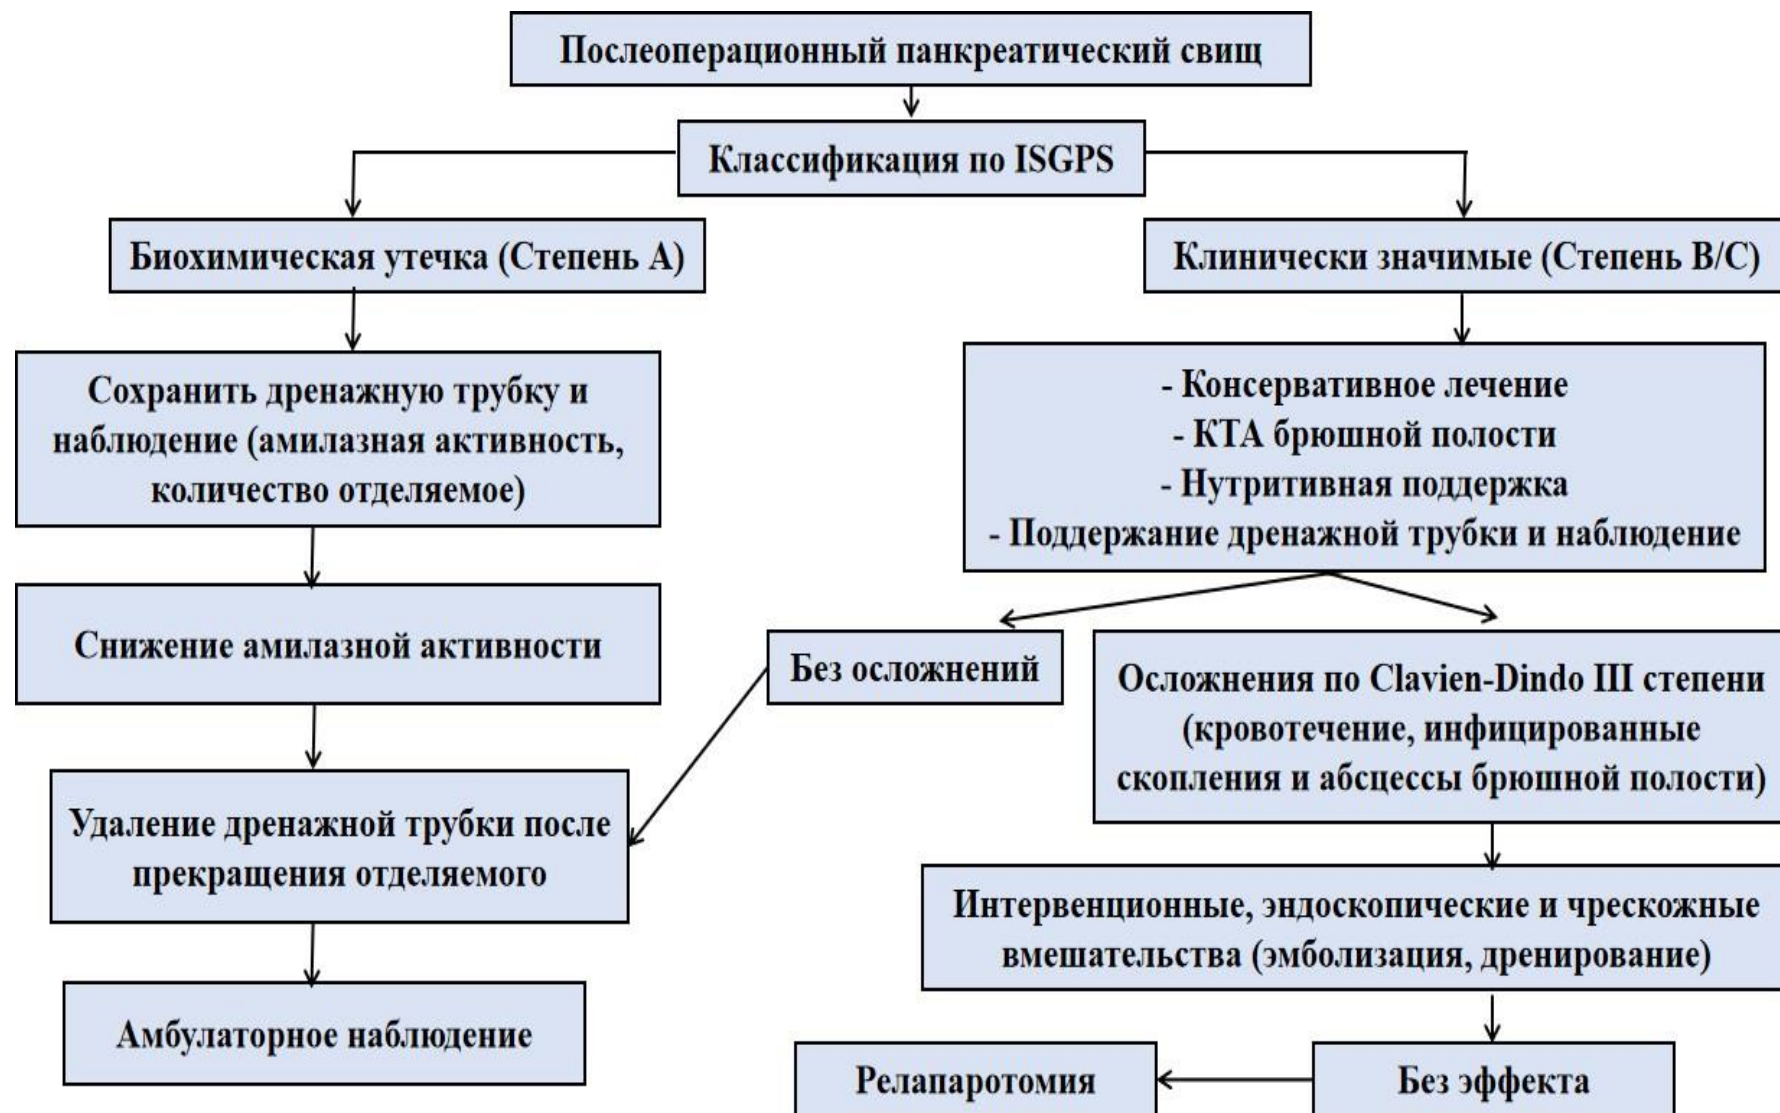 Послеоперационный панкреатический свищ
Классификация по ISGPS
Биохимическая утечка (Степень А)
Клинически значимые (Степень В/С)
Сохранить дренажную трубку и
наблюдение (амилазная активность,
количество отделяемое)
- Консервативное лечение
- КТА брюшной полости
- Нутритивная поддержка
- Поддержание дренажной трубки и наблюдение
Снижение амилазной активности
Без осложнений
Осложнения по Clavien-Dindo III степени
(кровотечение, инфицированные
скопления и абсцессы брюшной полости)
Удаление дренажной трубки после
прекращения отделяемого
Интервенционные, эндоскопические и чрескожные
вмешательства (эмболизация, дренирование)
Амбулаторное наблюдение
Релапаротомия
Без эффекта